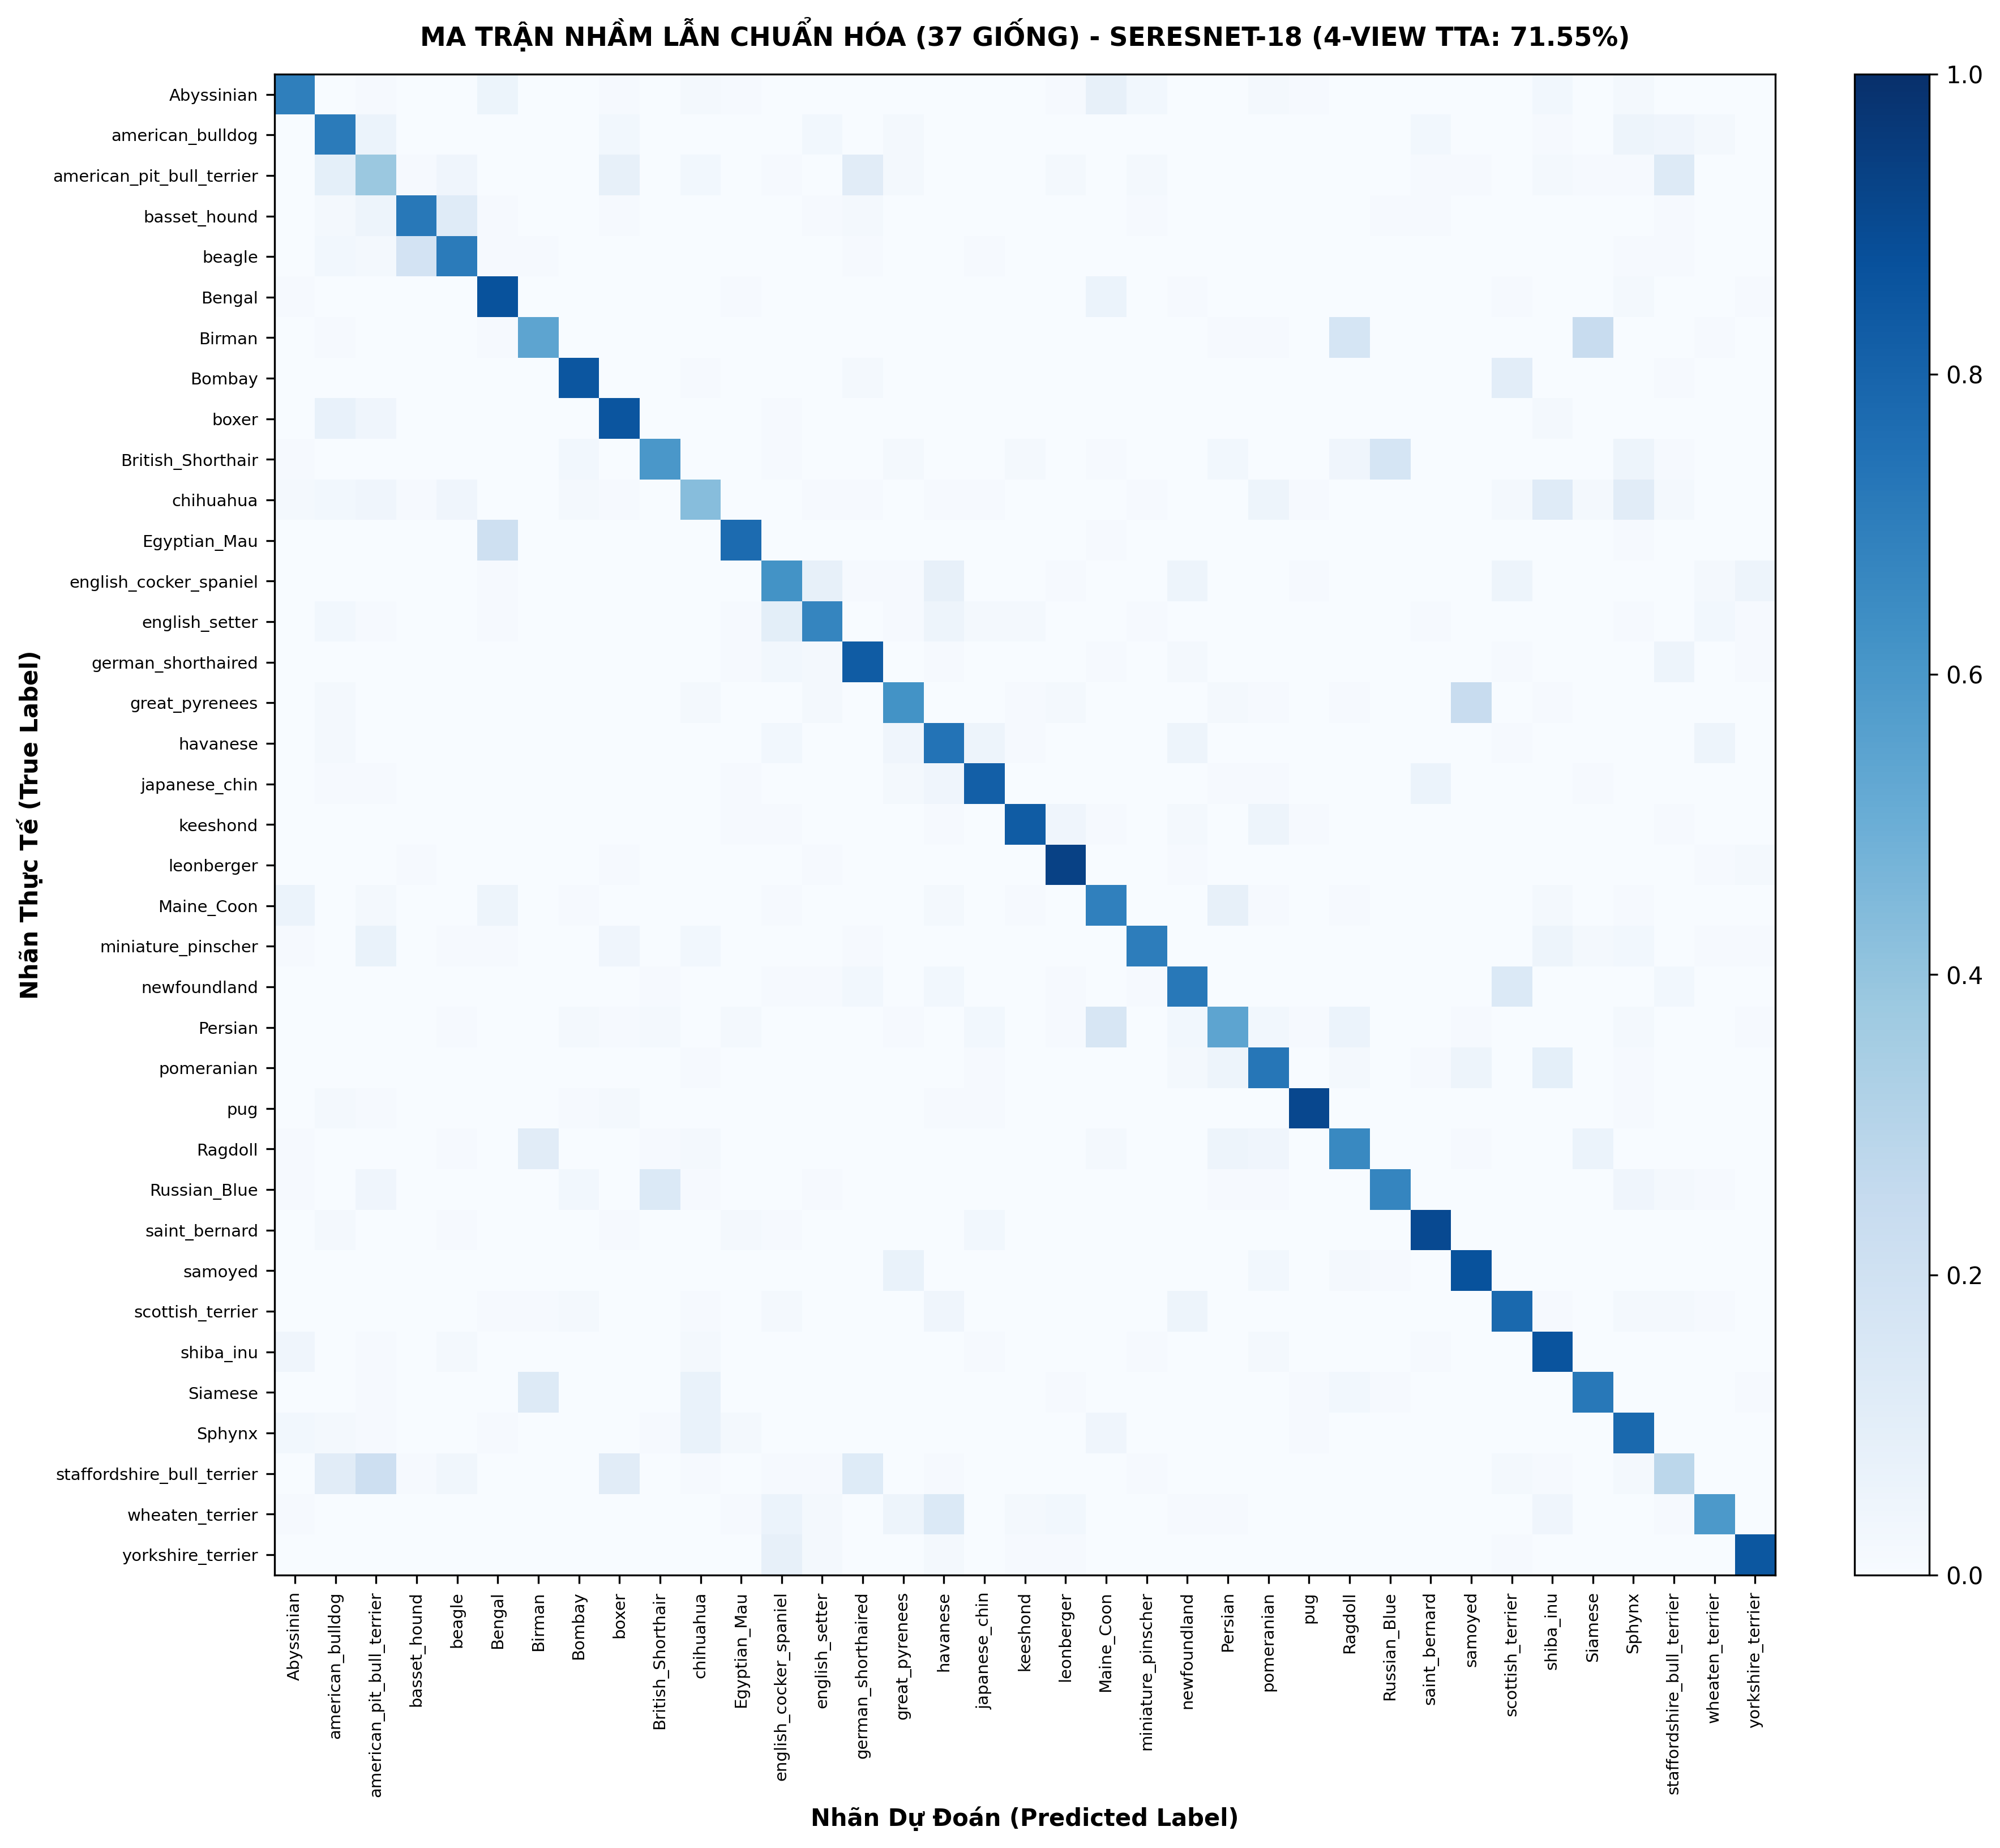 MA TRẬN NHẦM LẪN CHUẨN HÓA (37 GIỐNG) - SERESNET-18 (4-VIEW TTA: 71.55%)
Nhãn Thực Tế (True Label)
Abyssinian
american_bulldog
american_pit_bull_terrier
basset_hound
beagle
Bengal
Birman
Bombay
boxer
British_Shorthair
chihuahua
Egyptian_Mau
english_cocker_spaniel
english_setter
german_shorthaired
great_pyrenees
havanese
japanese_chin
keeshond
leonberger
Maine_Coon
miniature_pinscher
newfoundland
Persian
pomeranian
pug
Ragdoll
Russian_Blue
saint_bernard
samoyed
scottish_terrier
shiba_inu
Siamese
Sphynx
staffordshire_bull_terrier
wheaten_terrier
yorkshire_terrier
Abyssinian
american_bulldog
american_pit_bull_terrier
basset_hound
beagle
Bengal
Birman
Bombay
boxer
British_Shorthair
chihuahua
Egyptian_Mau
english_cocker_spaniel
english_setter
german_shorthaired
great_pyrenees
havanese
japanese_chin
keeshond
leonberger
Maine_Coon
miniature_pinscher
newfoundland
Persian
pomeranian
pug
Ragdoll
Russian_Blue
saint_bernard
samoyed
scottish_terrier
shiba_inu
Siamese
Sphynx
staffordshire_bull_terrier
wheaten_terrier
yorkshire_terrier
Nhãn Dự Đoán (Predicted Label)
1.0
0.8
0.6
0.4
0.2
0.0